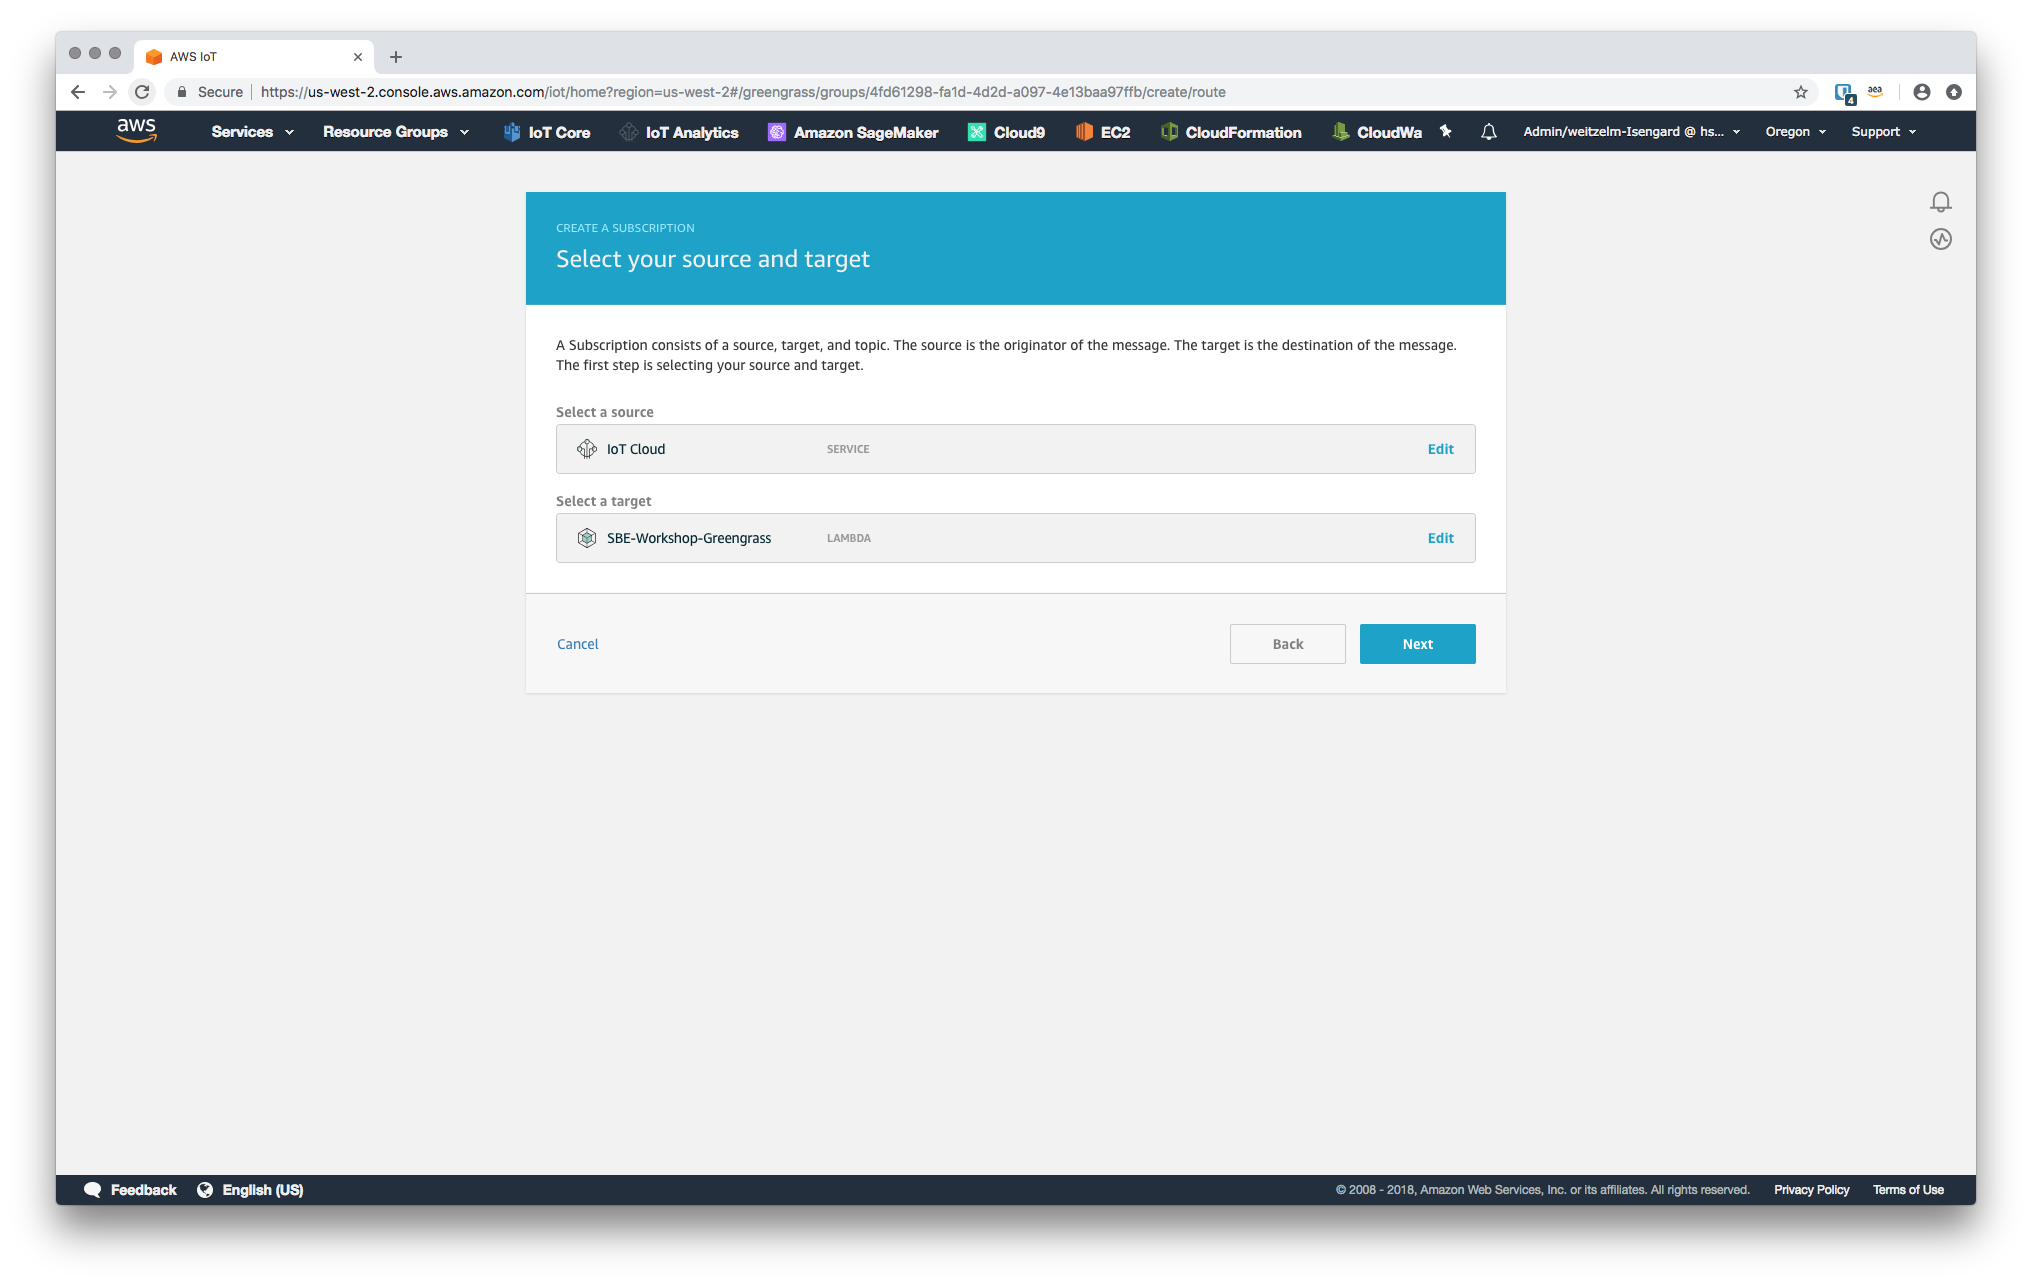 AWS IoT
Secure https://us-west-2.console.aws.amazon.com/iot/home?region=us-west-2#/greengrass/groups/4fd61298-fa1d-4d2d-a097-4e13baa97ffb/create/route 4 aea
aws Services Resource Groups IoT Core IoT Analytics Amazon SageMaker Cloud9 EC2 CloudFormation CloudWa Admin/weitzelm-Isengard @ hs... Oregon Support
CREATE A SUBSCRIPTION
Select your source and target
A Subscription consists of a source, target, and topic. The source is the originator of the message. The target is the destination of the message.
The first step is selecting your source and target.
Select a source
IoT Cloud SERVICE Edit
Select a target
SBE-Workshop-Greengrass LAMBDA Edit
Cancel Back Next
Feedback English (US) © 2008 - 2018, Amazon Web Services, Inc. or its affiliates. All rights reserved. Privacy Policy Terms of Use